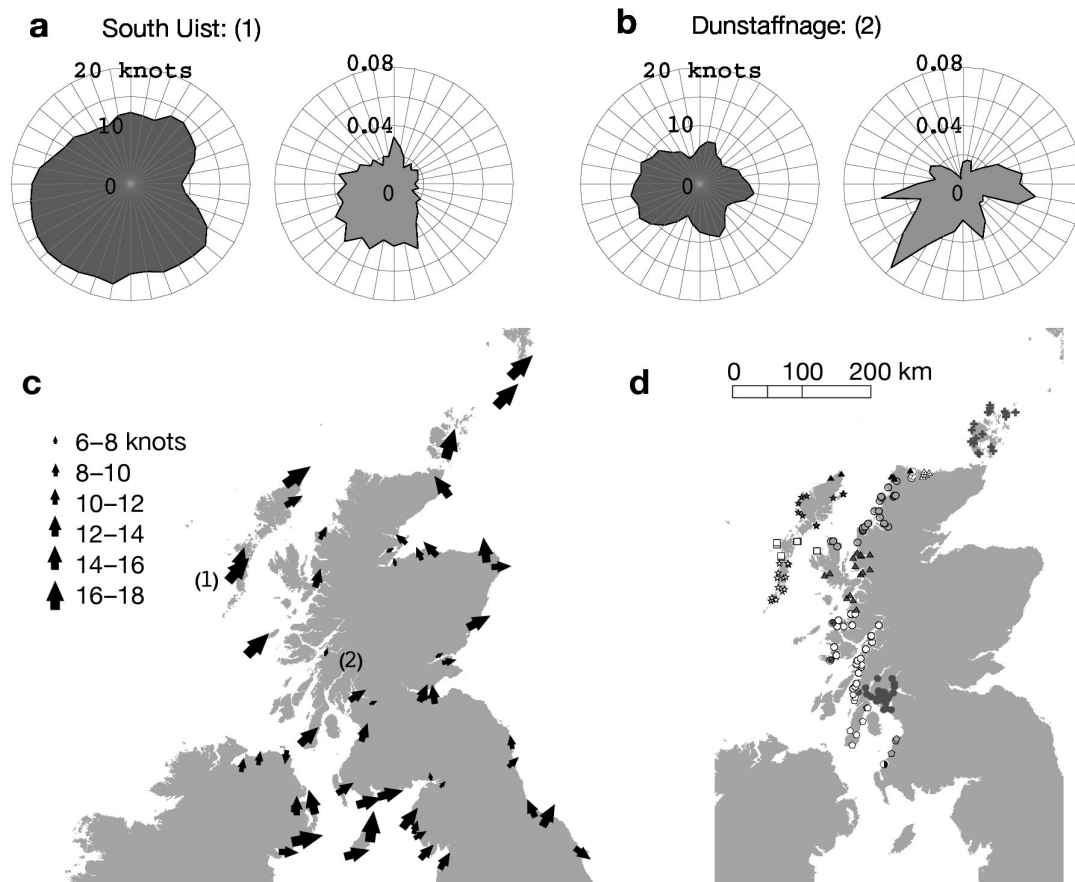 a South Uist: (1)
b Dunstaffnage: (2)
20 knots
10
0
0.08
0.04
0
20 knots
10
0
0.08
0.04
0
c
6–8 knots
8–10
10–12
12–14
14–16
16–18
(1)
(2)
d
0 100 200 km